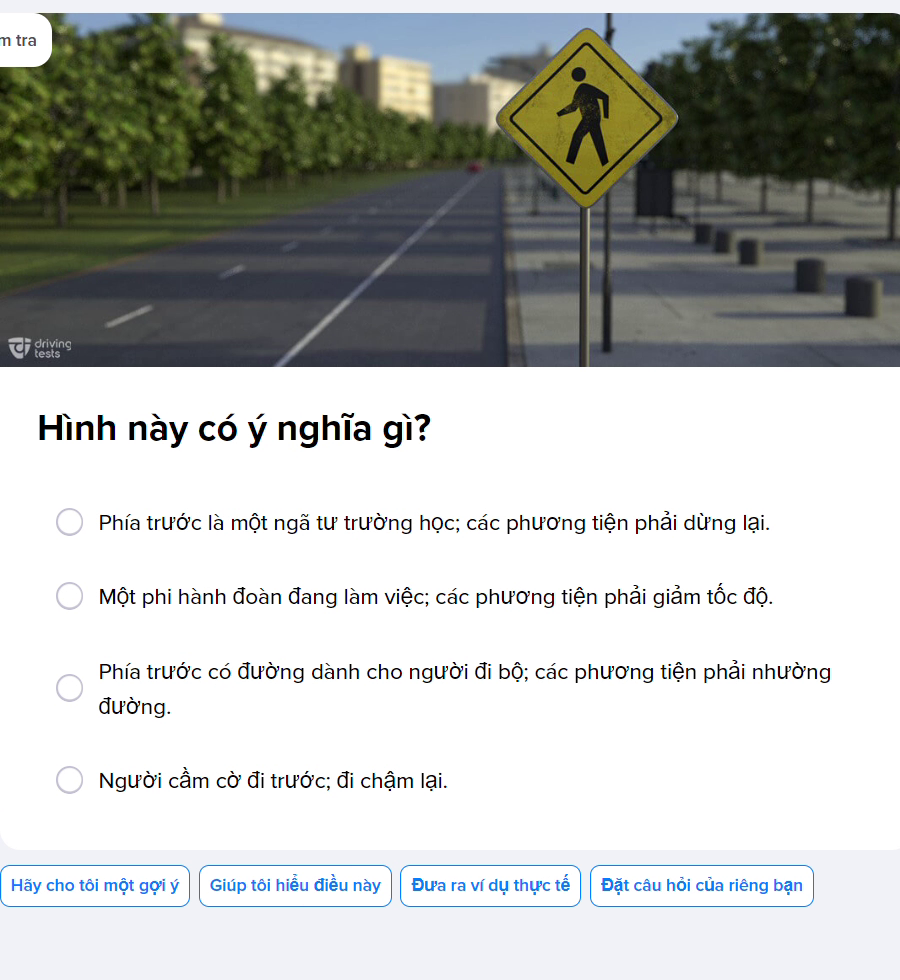 m tra
driving
tests
Hình này có ý nghĩa gì?
Phía trước là một ngã tư trường học; các phương tiện phải dừng lại.
Một phi hành đoàn đang làm việc; các phương tiện phải giảm tốc độ.
Phía trước có đường dành cho người đi bộ; các phương tiện phải nhường
đường.
Người cầm cờ đi trước; đi chậm lại.
Hãy cho tôi một gợi ý
Giúp tôi hiểu điều này
Đưa ra ví dụ thực tế
Đặt câu hỏi của riêng bạn